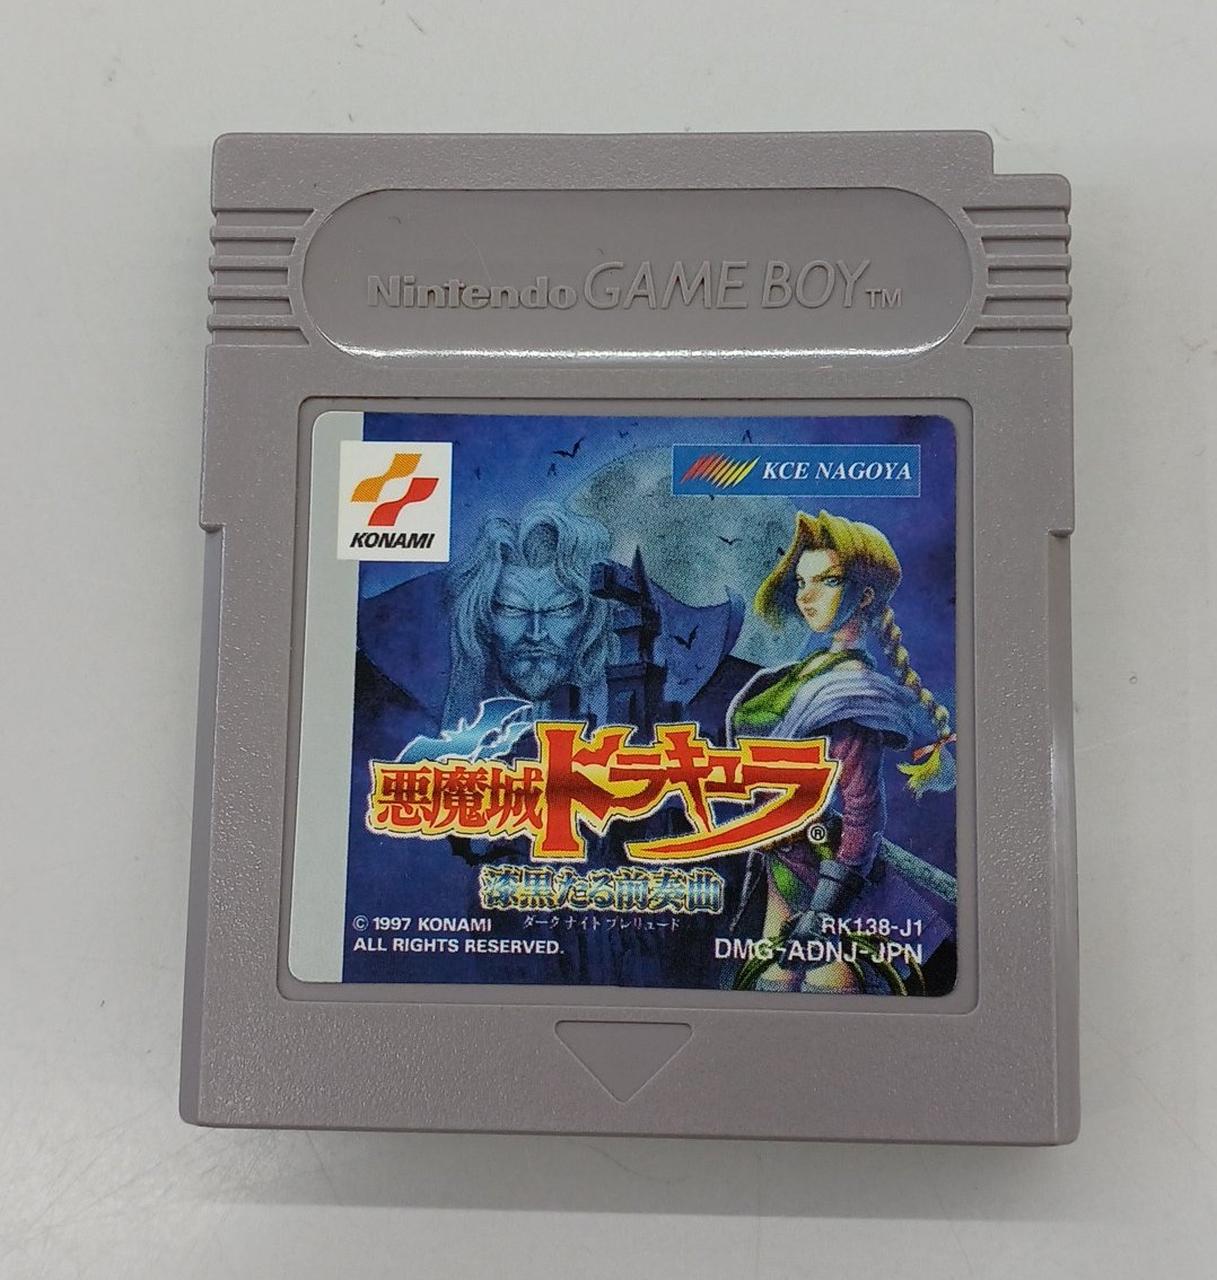 Nintendo GAME BOY TM
KONAMI
KCE NAGOYA
悪魔城ドラキュラ®
漆黒たる前奏曲
ダークナイトプレリュード
© 1997 KONAMI
ALL RIGHTS RESERVED.
RK138-J1
DMG-ADNJ-JPN